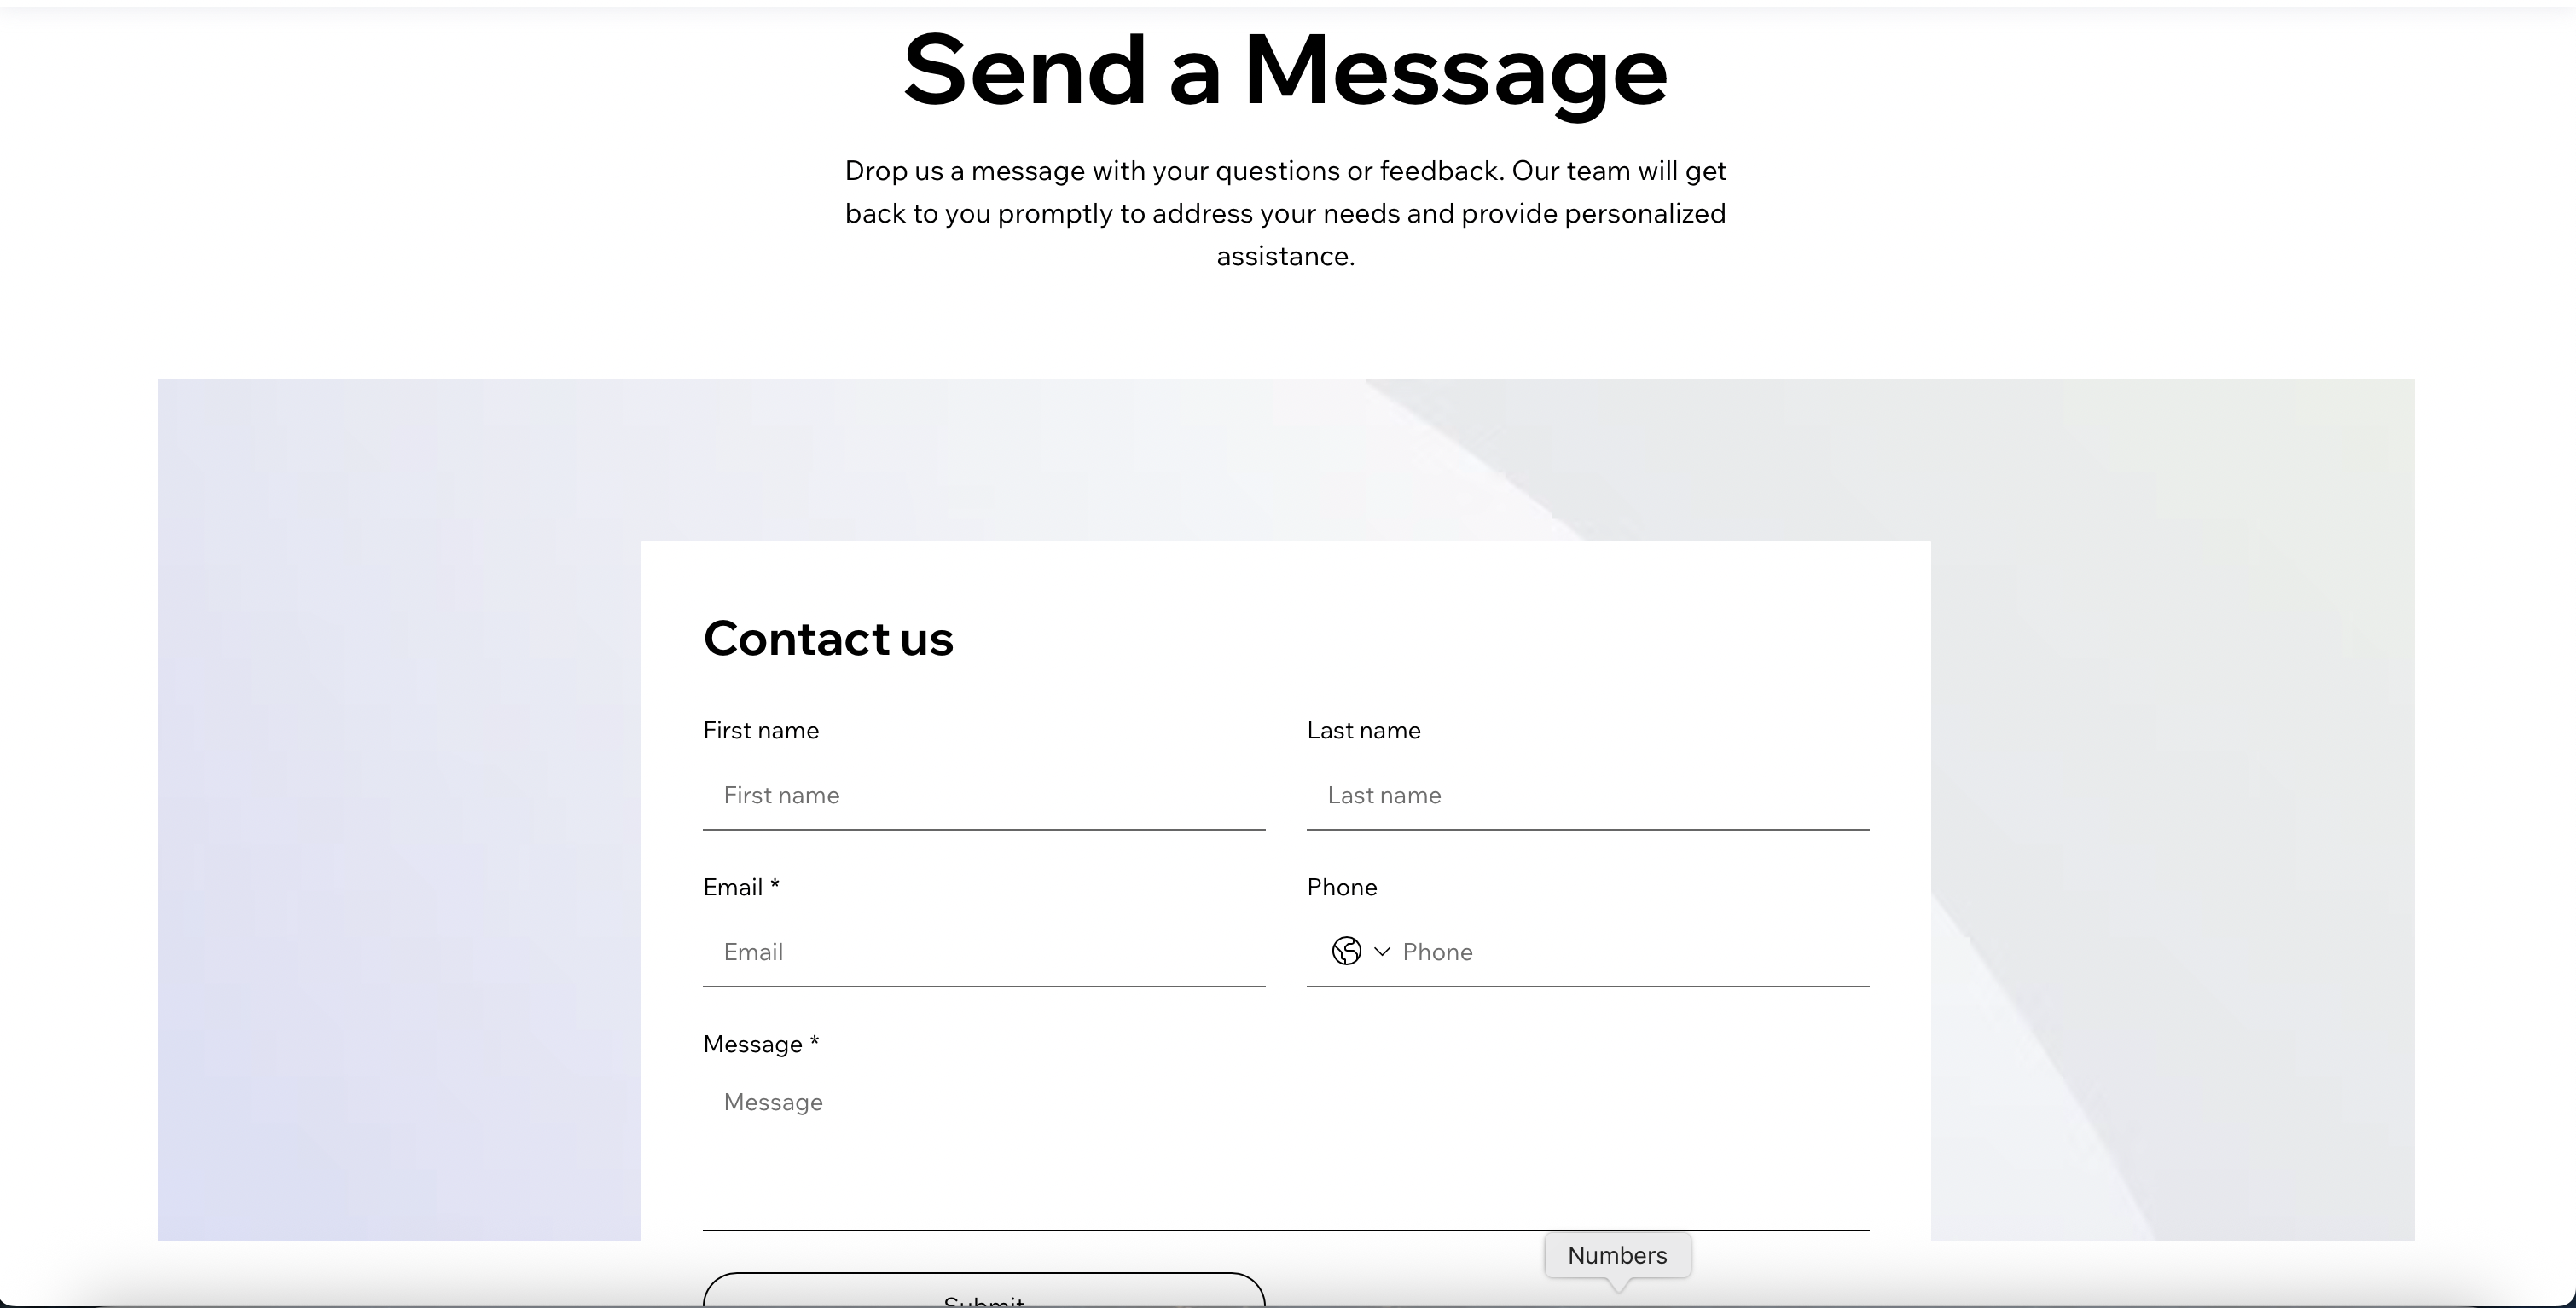 Send a Message
Drop us a message with your questions or feedback. Our team will get
back to you promptly to address your needs and provide personalized
assistance.
Contact us
First name
Last name
First name
Last name
Email *
Phone
Email
Phone
Message *
Message
Numbers
Submit